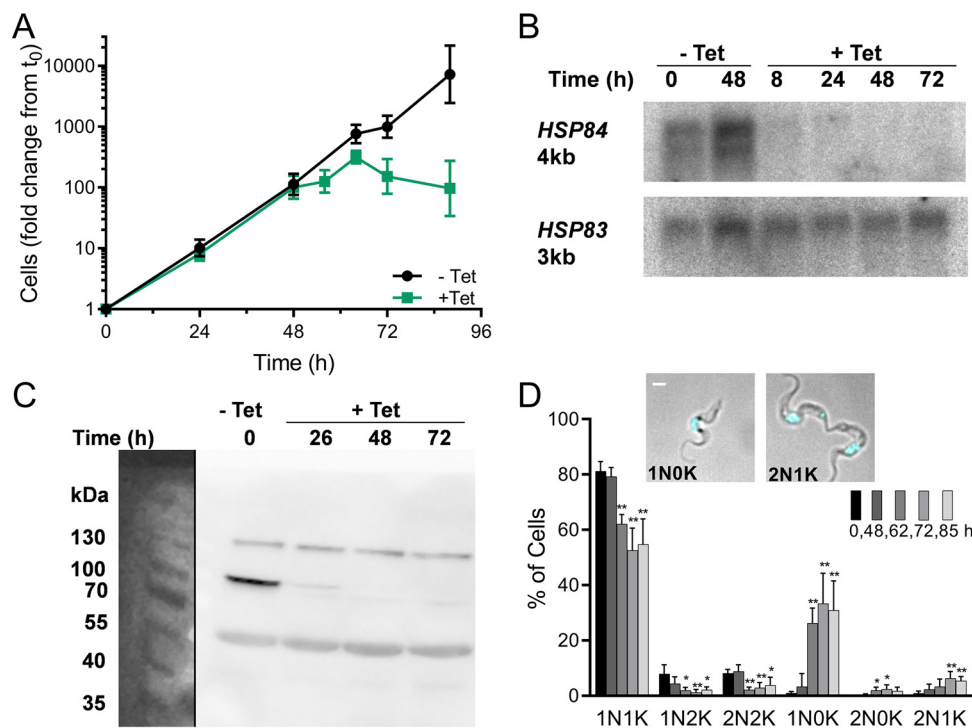 A
Cells (fold change from t0)
10000
1000
100
10
1
- Tet
+Tet
0 24 48 72 96
Time (h)
B
- Tet + Tet
Time (h) 0 48 8 24 48 72
HSP84
4kb
HSP83
3kb
C
- Tet + Tet
Time (h) 0 26 48 72
kDa
130
100
70
55
40
35
D
1N0K 2N1K
% of Cells
100
80
60
40
20
0
0,48,62,72,85 h
** ** **
* ** *
** ** *
** ** **
* *
** **
1N1K 1N2K 2N2K 1N0K 2N0K 2N1K